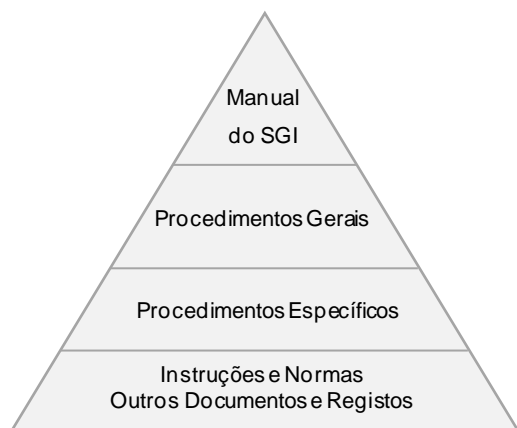 Manual
do SGI
Procedimentos Gerais
Procedimentos Específicos
Instruções e Normas
Outros Documentos e Registos